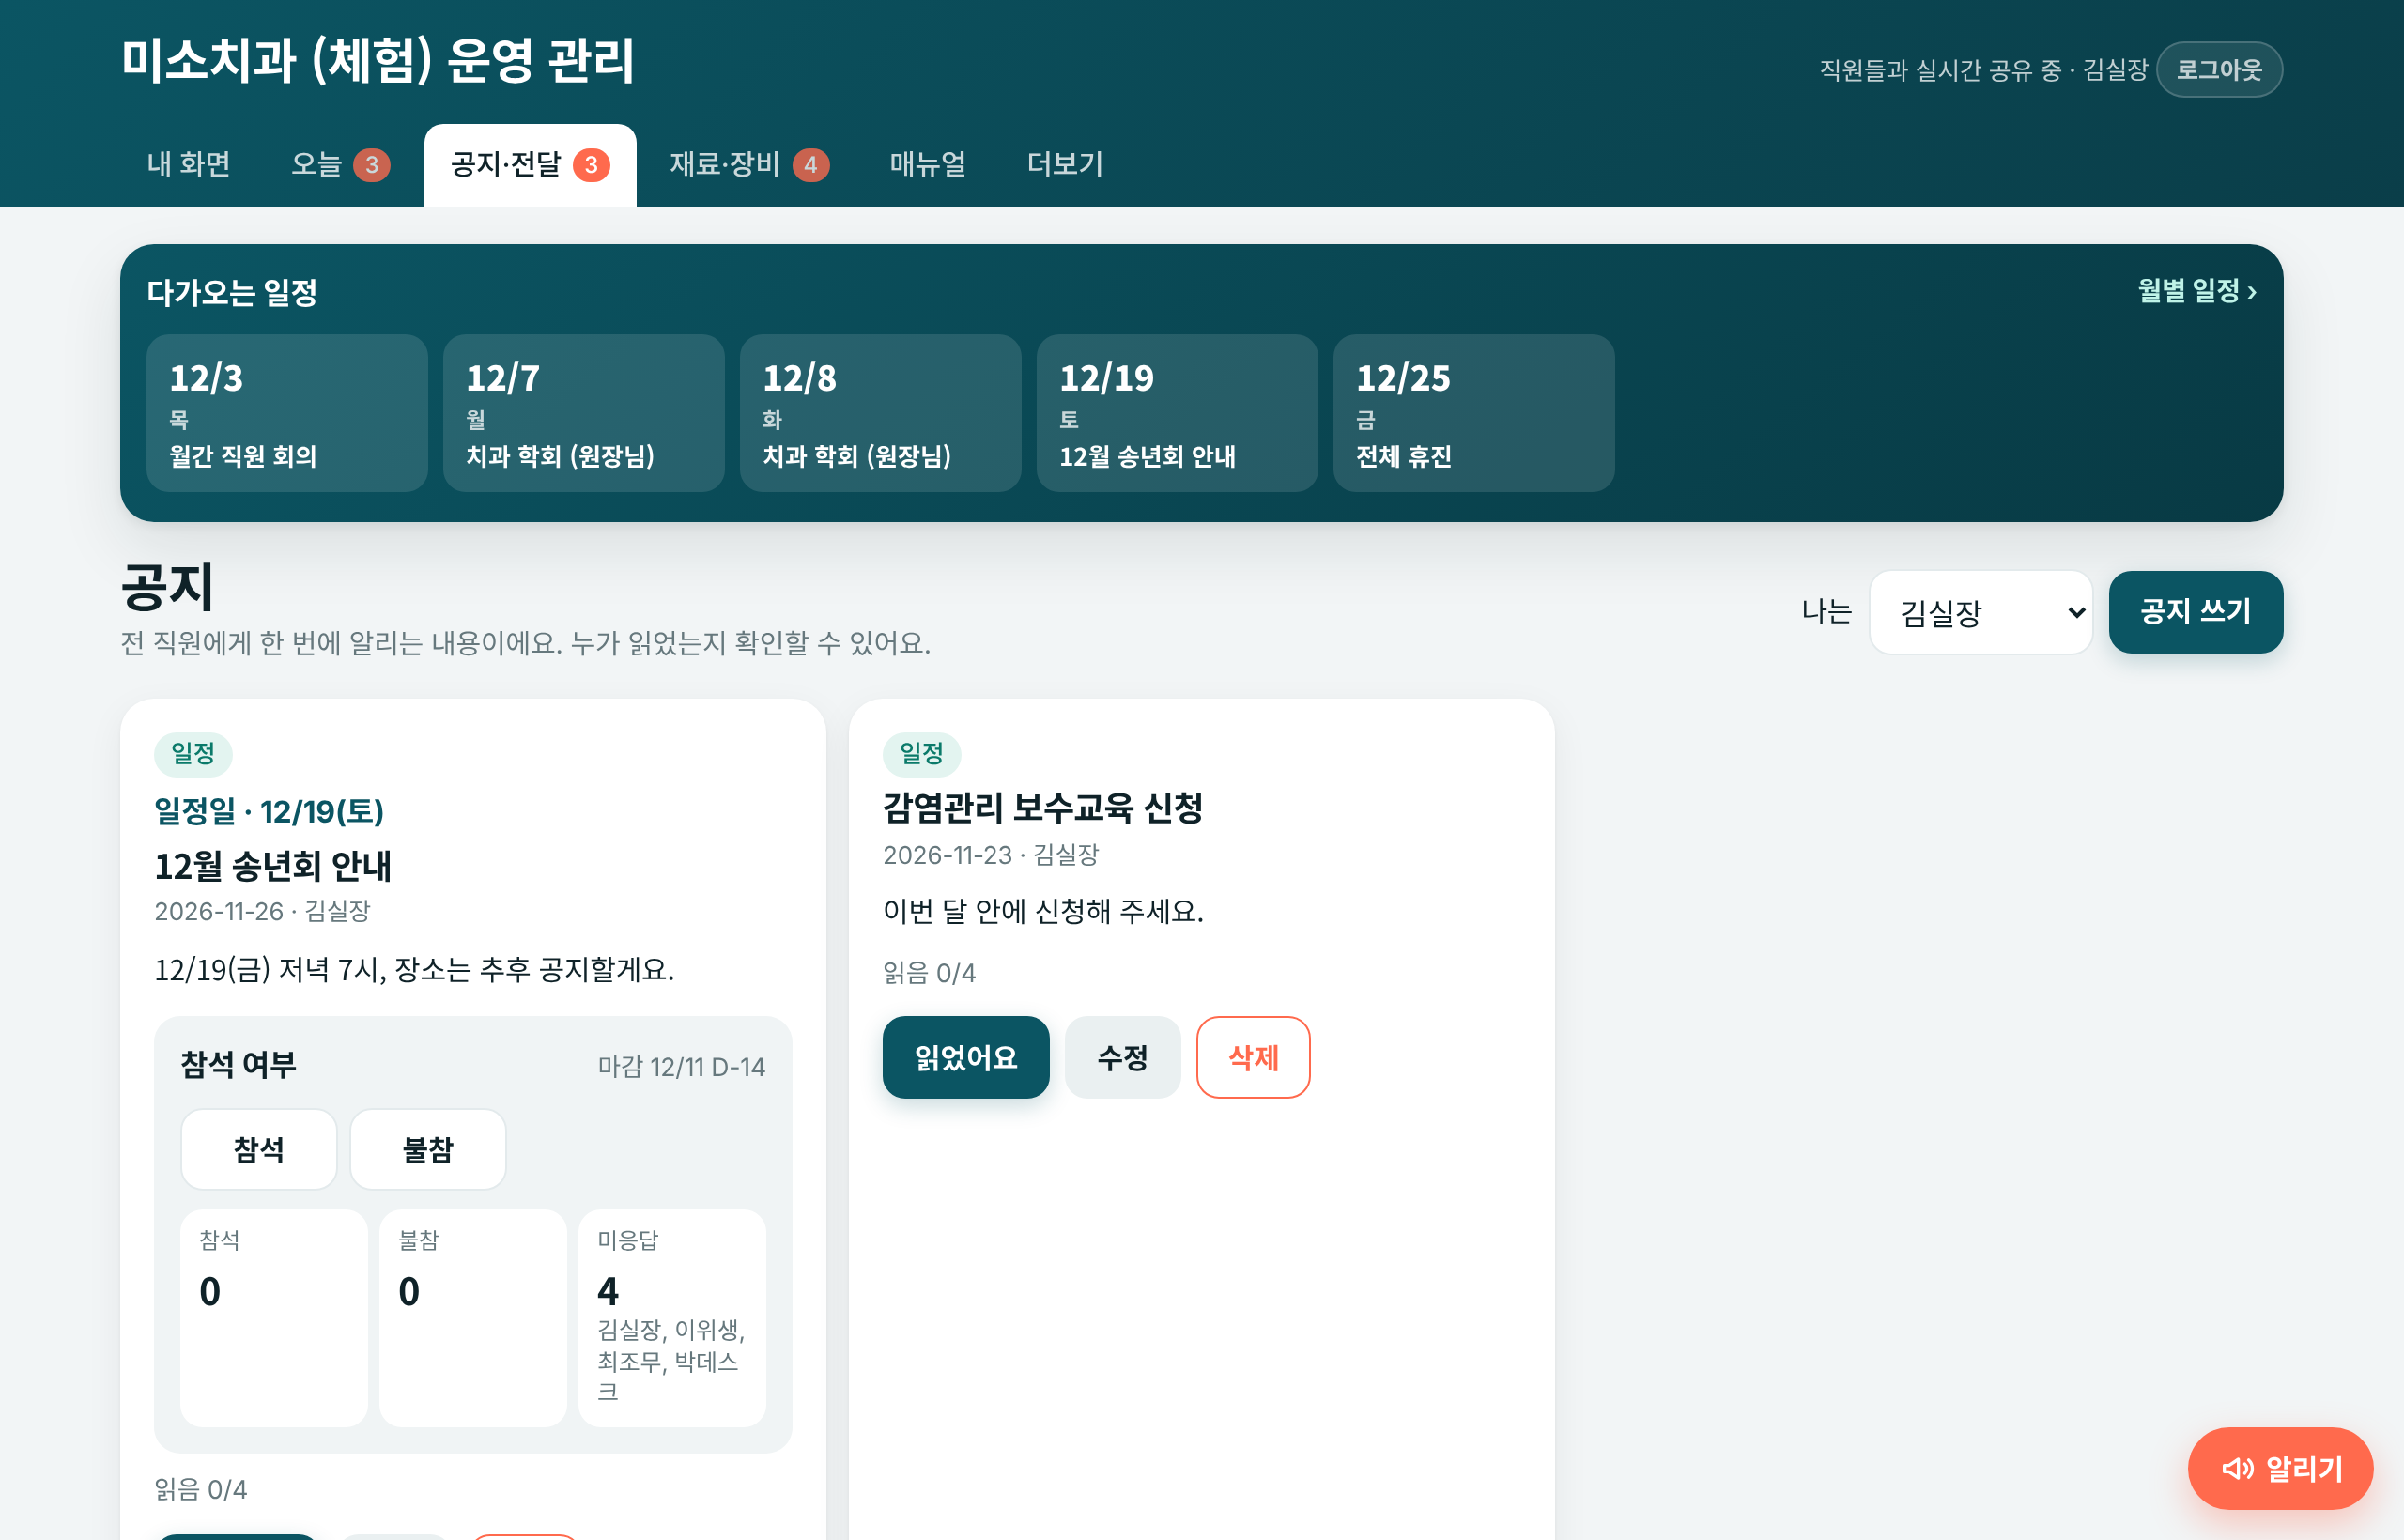 미소치과 (체험) 운영 관리
직원들과 실시간 공유 중 · 김실장 로그아웃
내 화면 오늘 3 공지·전달 3 재료·장비 4 매뉴얼 더보기
다가오는 일정 월별 일정 ›
12/3
목
월간 직원 회의
12/7
월
치과 학회 (원장님)
12/8
화
치과 학회 (원장님)
12/19
토
12월 송년회 안내
12/25
금
전체 휴진
공지
전 직원에게 한 번에 알리는 내용이에요. 누가 읽었는지 확인할 수 있어요.
나는 김실장 공지 쓰기
일정
일정일 · 12/19(토)
12월 송년회 안내
2026-11-26 · 김실장
12/19(금) 저녁 7시, 장소는 추후 공지할게요.
참석 여부 마감 12/11 D-14
참석 불참
참석
0
불참
0
미응답
4
김실장, 이위생,
최조무, 박데스
크
읽음 0/4
일정
감염관리 보수교육 신청
2026-11-23 · 김실장
이번 달 안에 신청해 주세요.
읽음 0/4
읽었어요 수정 삭제
알리기